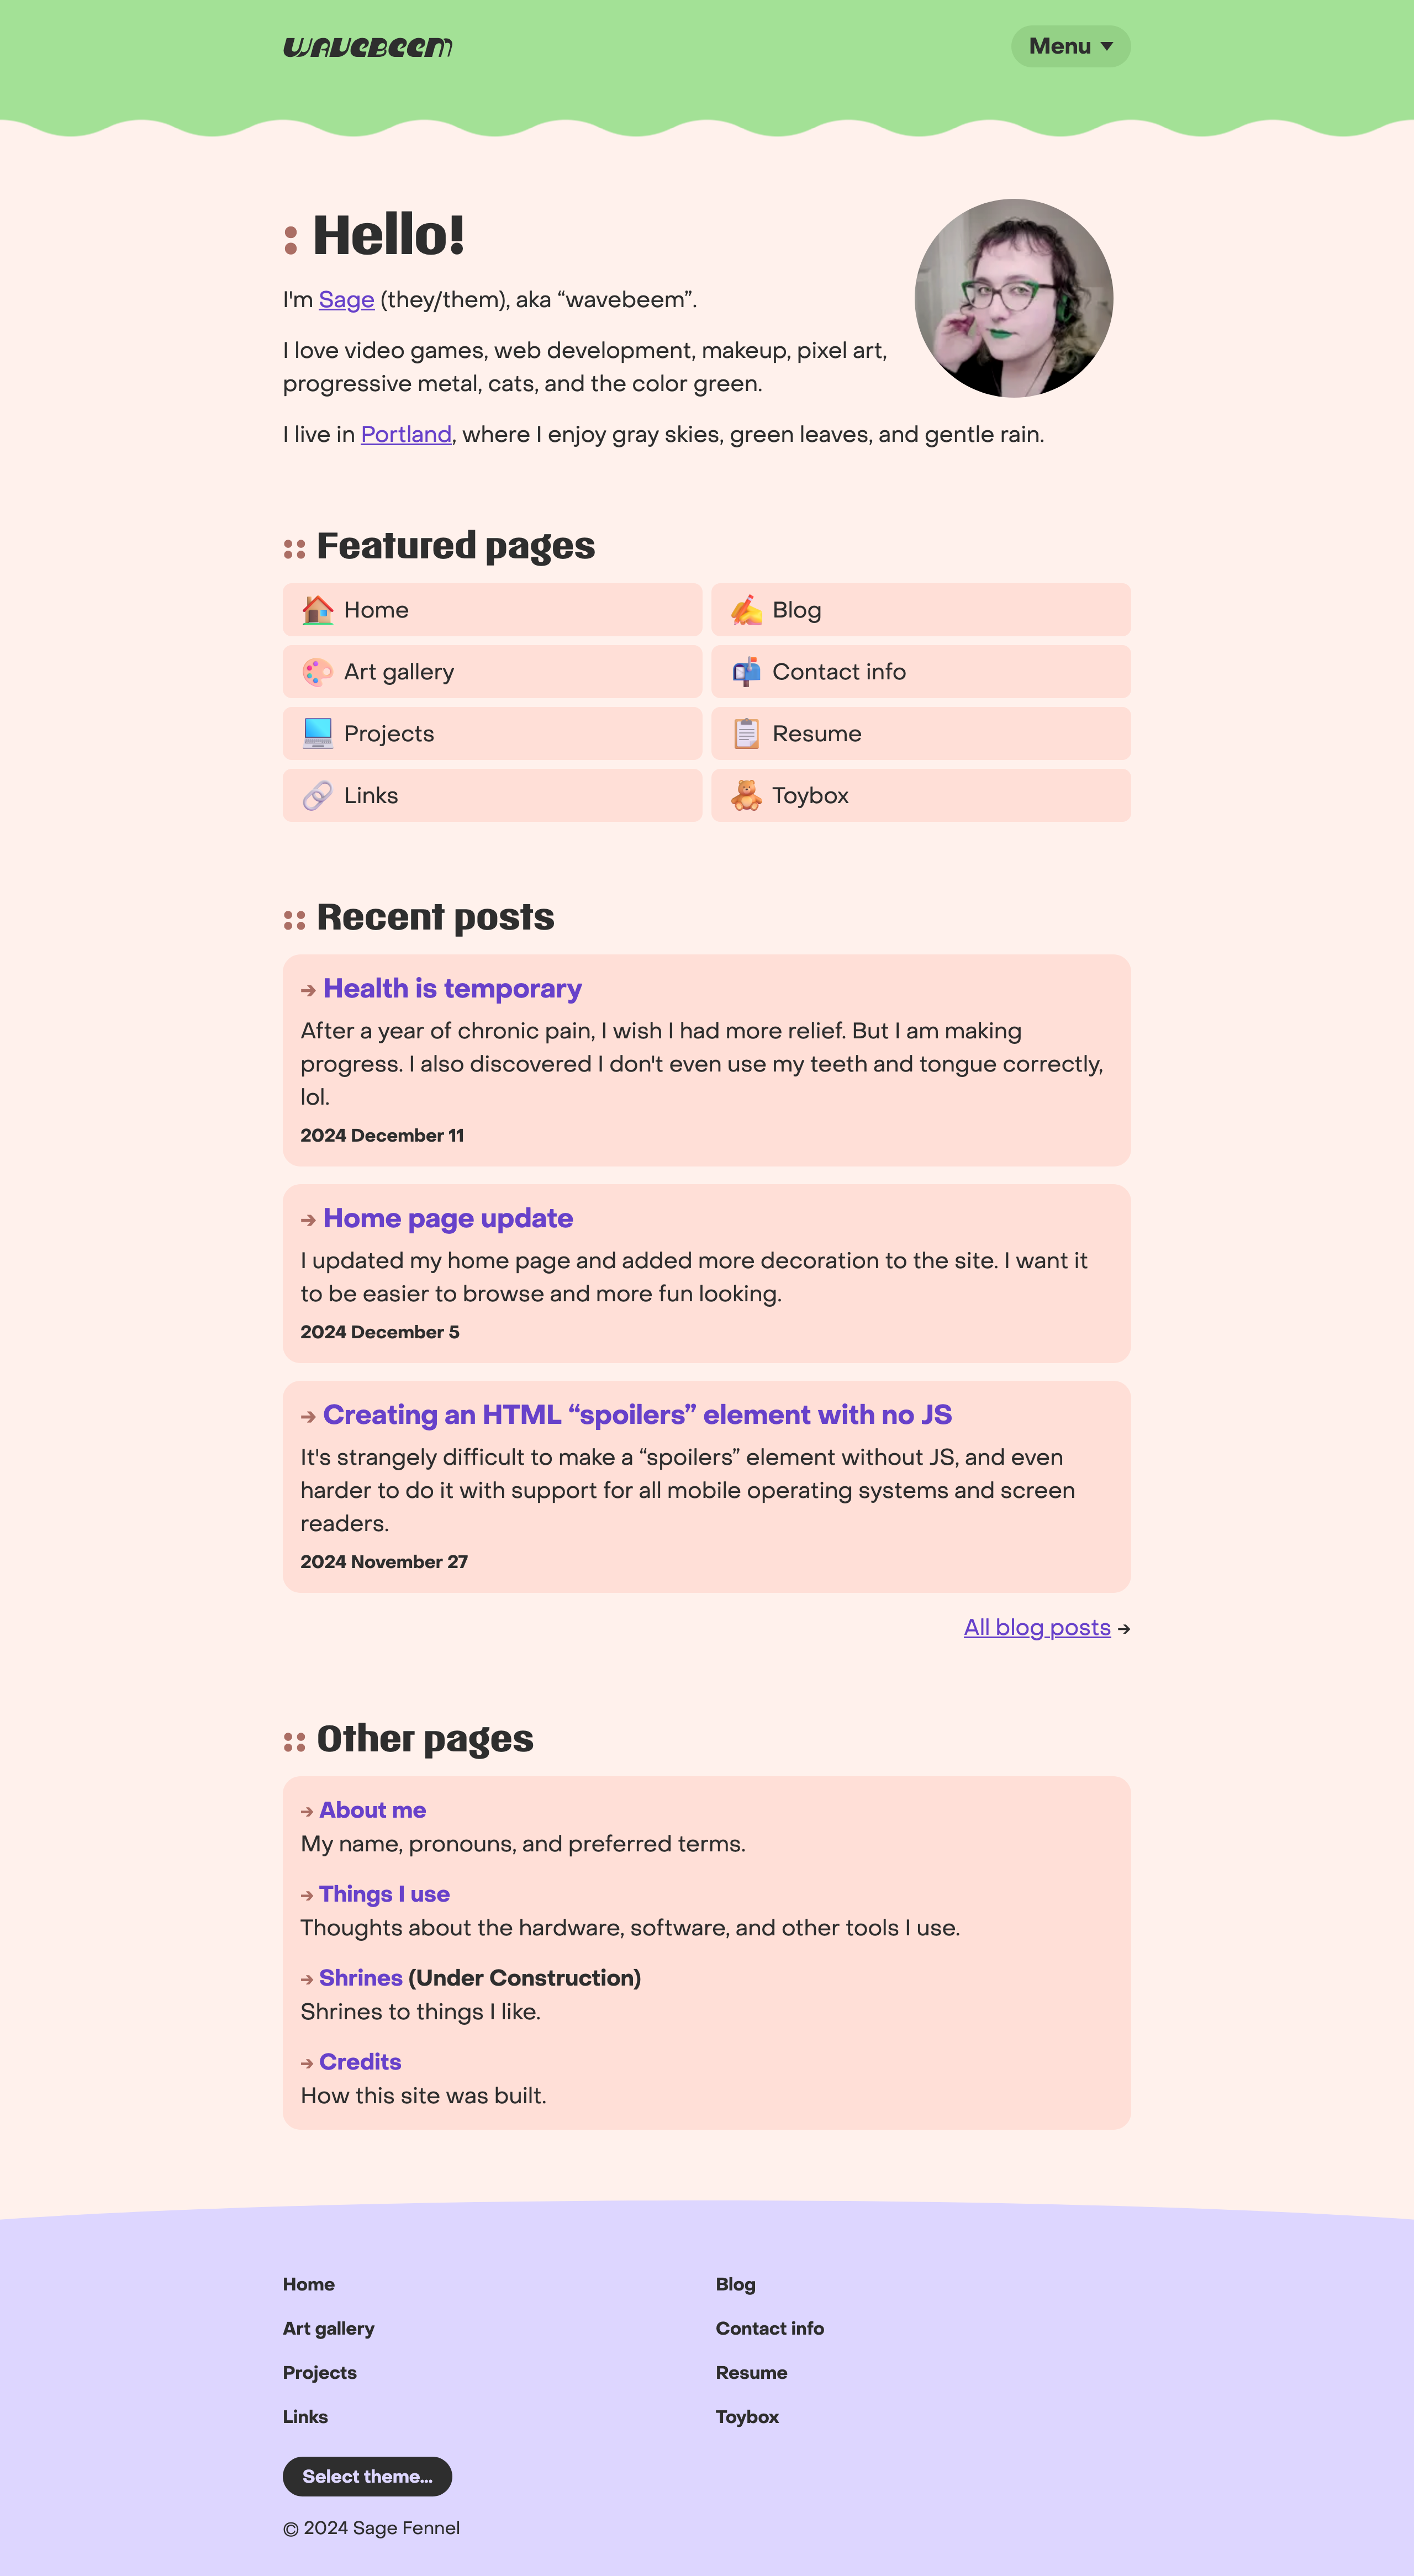 wavebeem
Menu
Hello!
I'm Sage (they/them), aka “wavebeem”.
I love video games, web development, makeup, pixel art,
progressive metal, cats, and the color green.
I live in Portland, where I enjoy gray skies, green leaves, and gentle rain.
Featured pages
Home
Blog
Art gallery
Contact info
Projects
Resume
Links
Toybox
Recent posts
→ Health is temporary
After a year of chronic pain, I wish I had more relief. But I am making
progress. I also discovered I don't even use my teeth and tongue correctly,
lol.
2024 December 11
→ Home page update
I updated my home page and added more decoration to the site. I want it
to be easier to browse and more fun looking.
2024 December 5
→ Creating an HTML “spoilers” element with no JS
It's strangely difficult to make a “spoilers” element without JS, and even
harder to do it with support for all mobile operating systems and screen
readers.
2024 November 27
All blog posts →
Other pages
→ About me
My name, pronouns, and preferred terms.
→ Things I use
Thoughts about the hardware, software, and other tools I use.
→ Shrines (Under Construction)
Shrines to things I like.
→ Credits
How this site was built.
Home
Blog
Art gallery
Contact info
Projects
Resume
Links
Toybox
Select theme...
© 2024 Sage Fennel